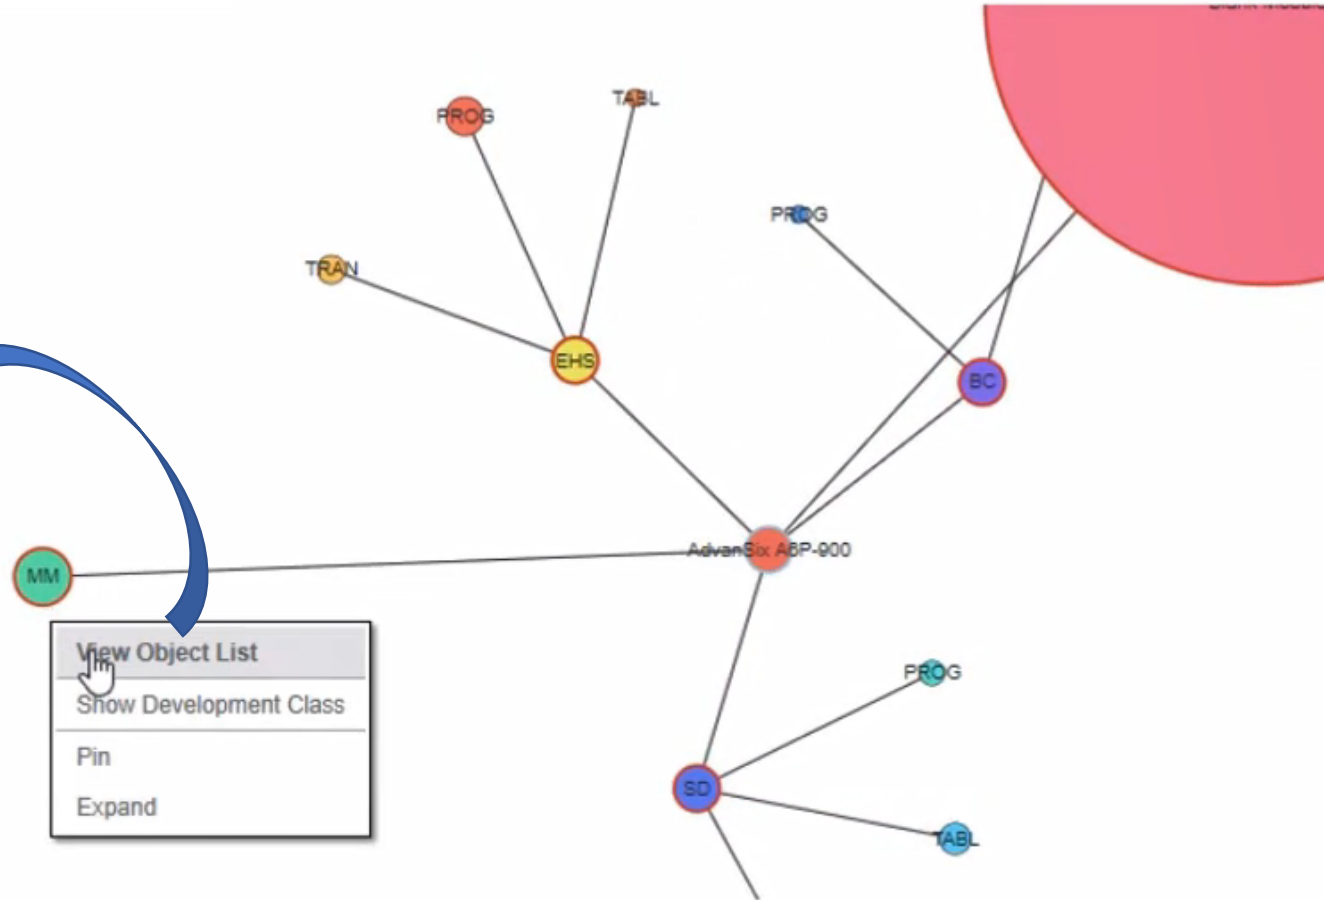 TABL
PROG
PROG
TRAN
EHS
BC
AdvanSix A6P-900
MM
View Object List
PROG
Show Development Class
Pin
SD
Expand
TABL